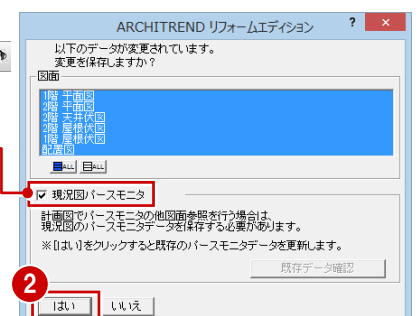 ARCHITREND リフォームエディション ? ×
以下のデータが変更されています。
変更を保存しますか？
図面
1階 平面図
2階 平面図
2階 天井伏図
2階 屋根伏図
1階 屋根伏図
配置図
ALL ALL
現況図パースモニタ
計画図でパースモニタの他図面参照を行う場合は、
現況図のパースモニタデータを保存する必要があります。
※[はい]をクリックすると既存のパースモニタデータを更新します。
既存データ確認
2
はい いいえ